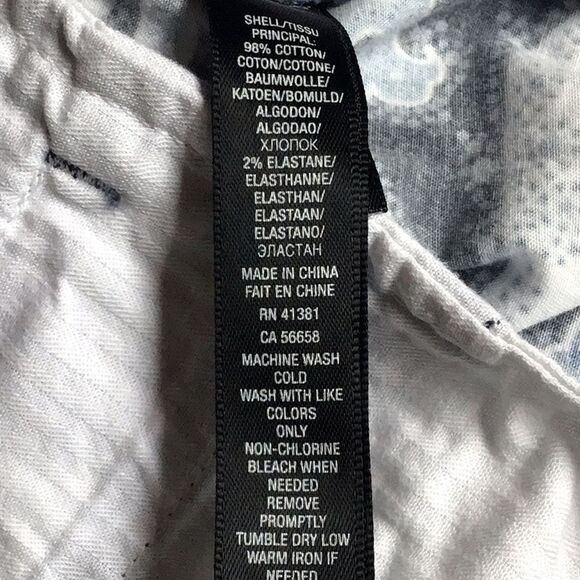 SHELL/TISSU
PRINCIPAL:
98% COTTON/
COTON/COTONE/
BAUMWOLLE/
KATOEN/BOMULD/
ALGODON/
ALGODAO/
ХЛОПОК
2% ELASTANE/
ELASTHANNE/
ELASTHAN/
ELASTAAN/
ELASTANO/
ЭЛАСТАН
MADE IN CHINA
FAIT EN CHINE
RN 41381
CA 56658
MACHINE WASH
COLD
WASH WITH LIKE
COLORS
ONLY
NON-CHLORINE
BLEACH WHEN
NEEDED
REMOVE
PROMPTLY
TUMBLE DRY LOW
WARM IRON IF
NEEDED